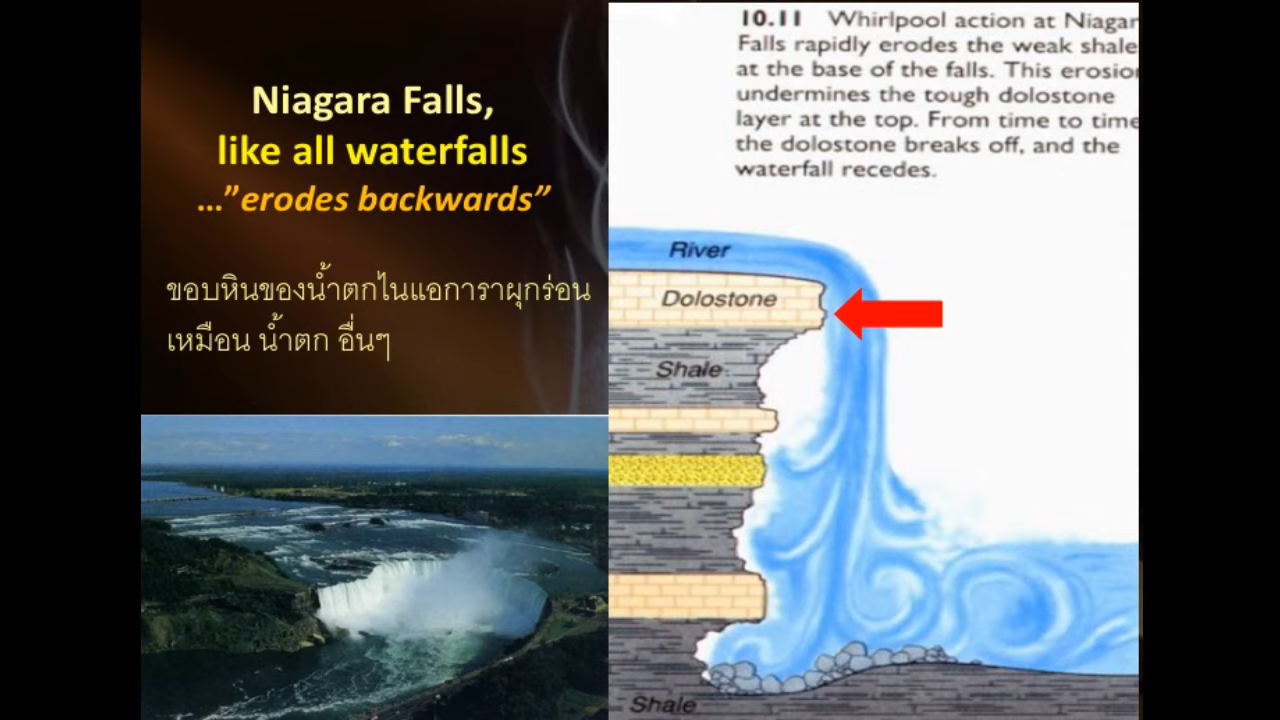 Niagara Falls,
like all waterfalls
...”erodes backwards”
ขอบหินของน้ำตกไนแอการาผุกร่อน
เหมือน น้ำตก อื่นๆ
10.11 Whirlpool action at Niagar
Falls rapidly erodes the weak shale
at the base of the falls. This erosion
undermines the tough dolostone
layer at the top. From time to time
the dolostone breaks off, and the
waterfall recedes.
River
Dolostone
Shale
Shale